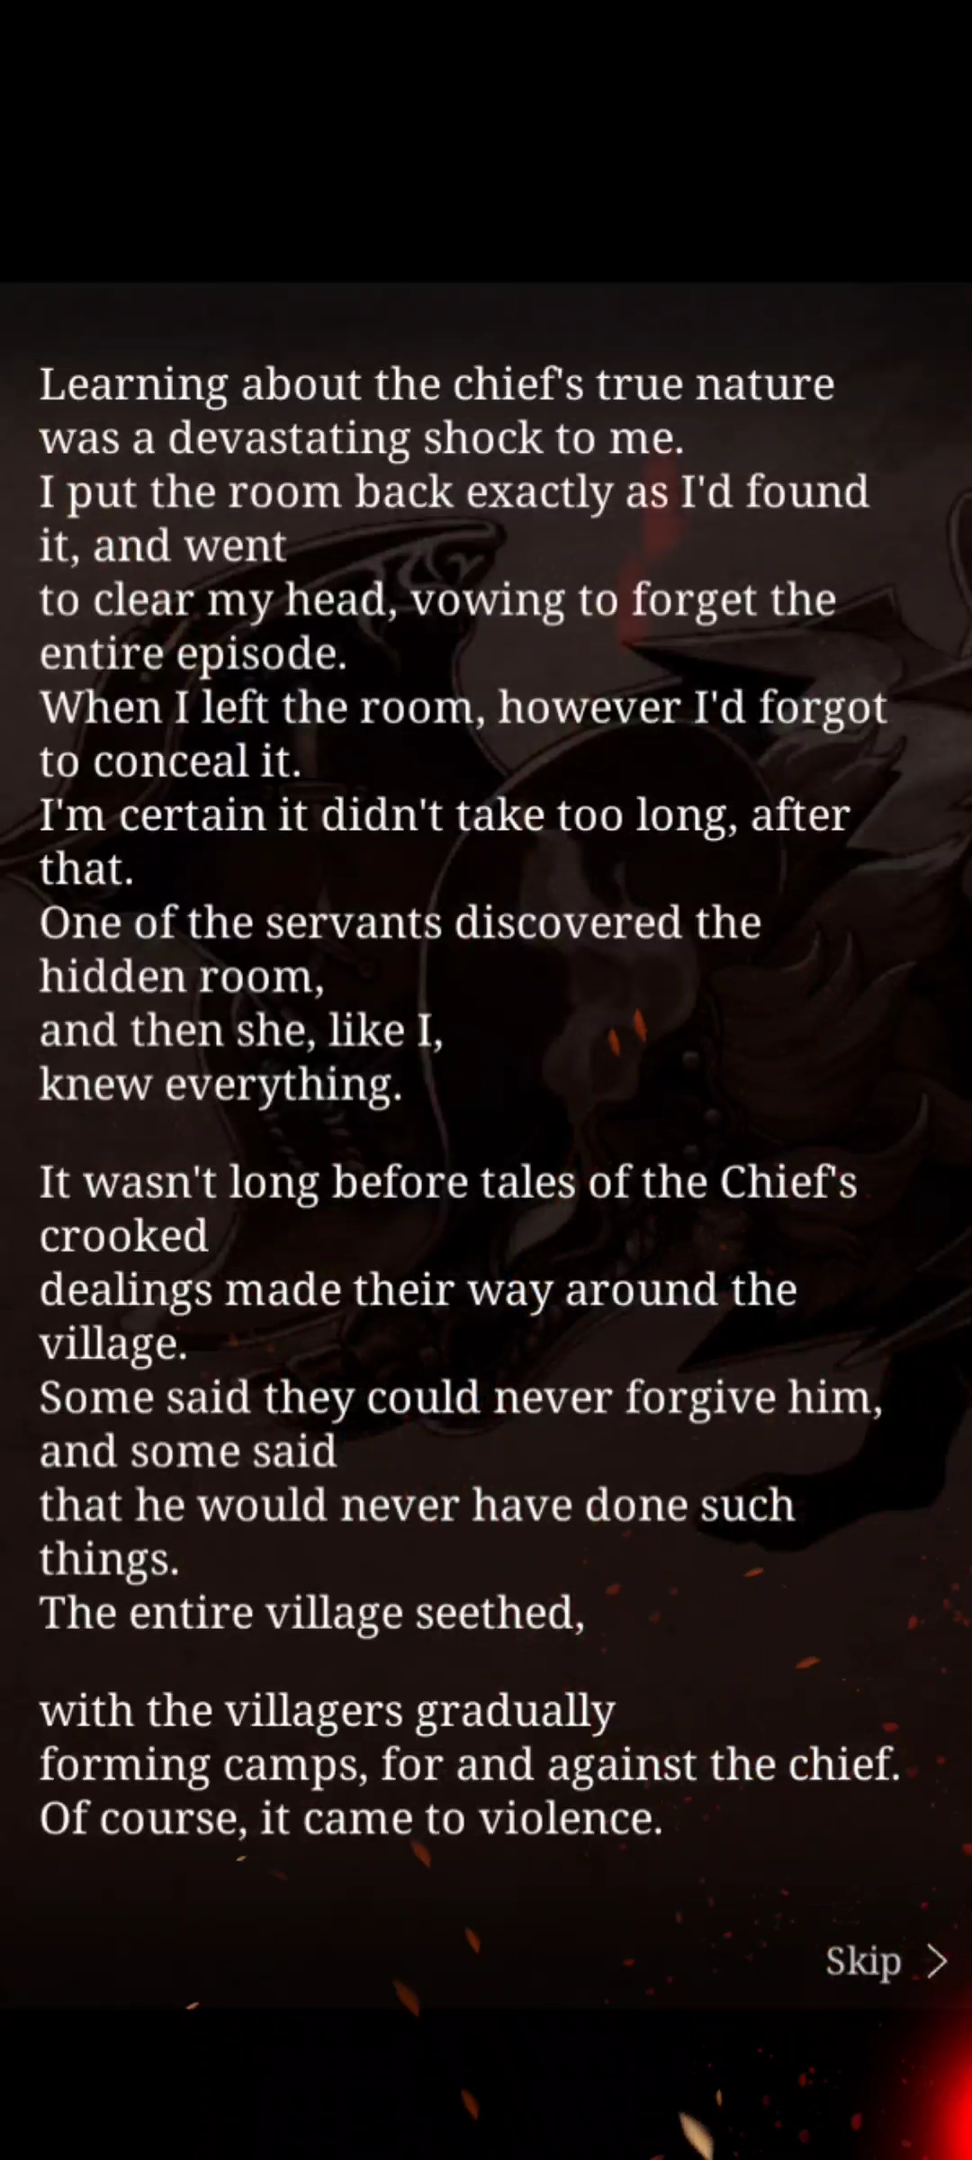 Learning about the chief's true nature
was a devastating shock to me.
I put the room back exactly as I'd found
it, and went
to clear my head, vowing to forget the
entire episode.
When I left the room, however I'd forgot
to conceal it.
I'm certain it didn't take too long, after
that.
One of the servants discovered the
hidden room,
and then she, like I,
knew everything.
It wasn't long before tales of the Chief's
crooked
dealings made their way around the
village.
Some said they could never forgive him,
and some said
that he would never have done such
things.
The entire village seethed,
with the villagers gradually
forming camps, for and against the chief.
Of course, it came to violence.
Skip >